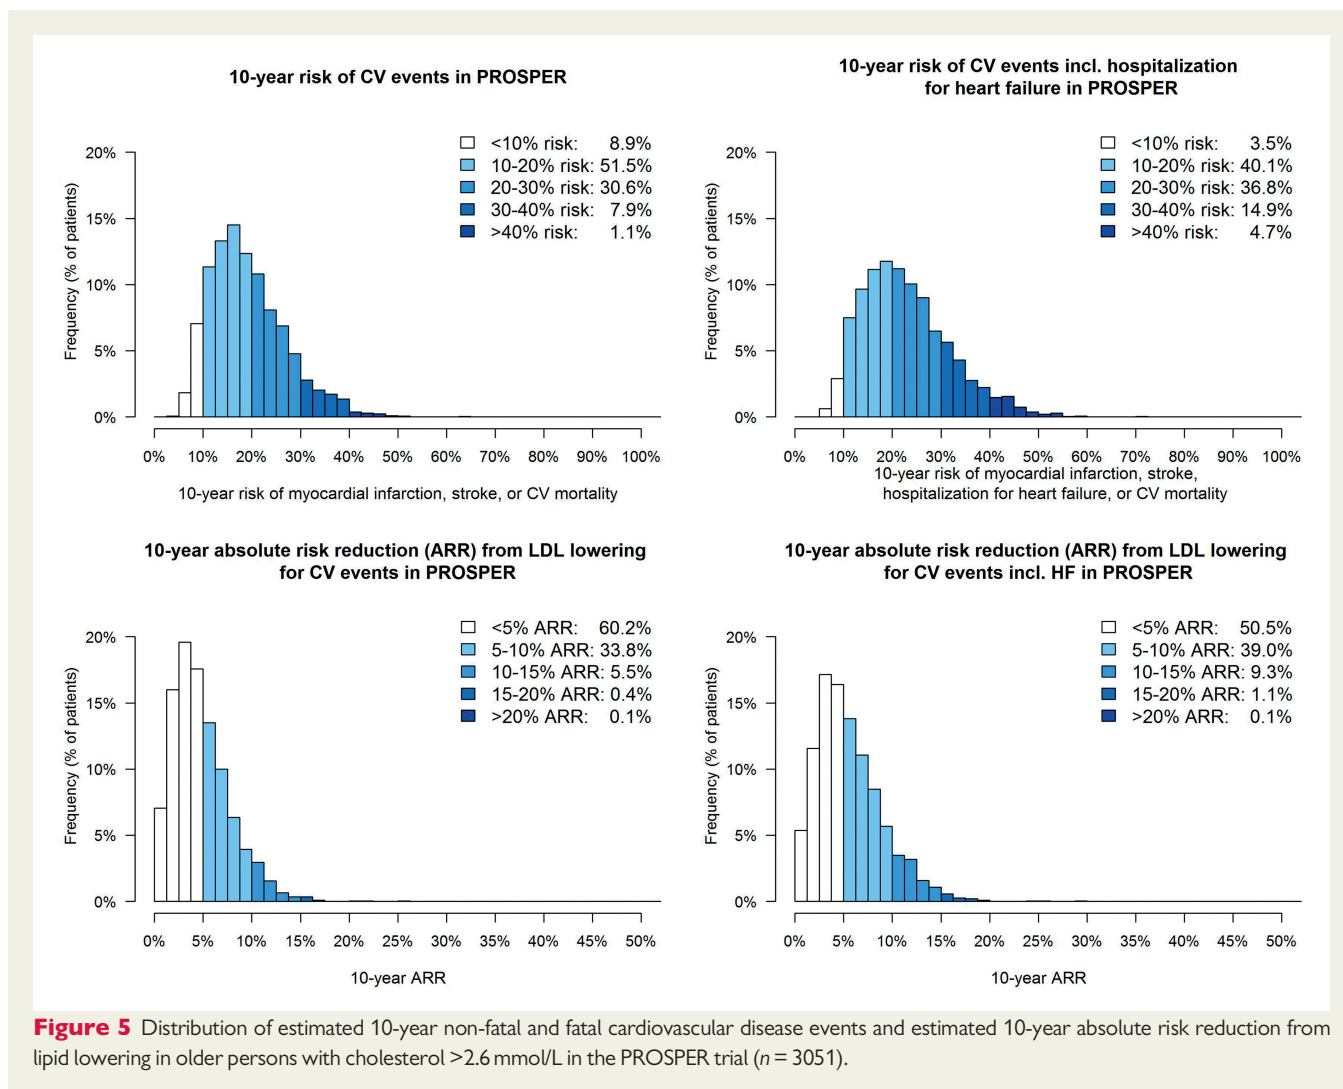 10-year risk of CV events in PROSPER
<10% risk: 8.9%
10-20% risk: 51.5%
20-30% risk: 30.6%
30-40% risk: 7.9%
>40% risk: 1.1%
Frequency (% of patients)
20%
15%
10%
5%
0%
0% 10% 20% 30% 40% 50% 60% 70% 80% 90% 100%
10-year risk of myocardial infarction, stroke, or CV mortality
10-year risk of CV events incl. hospitalization
for heart failure in PROSPER
<10% risk: 3.5%
10-20% risk: 40.1%
20-30% risk: 36.8%
30-40% risk: 14.9%
>40% risk: 4.7%
Frequency (% of patients)
20%
15%
10%
5%
0%
0% 10% 20% 30% 40% 50% 60% 70% 80% 90% 100%
10-year risk of myocardial infarction, stroke,
hospitalization for heart failure, or CV mortality
10-year absolute risk reduction (ARR) from LDL lowering
for CV events in PROSPER
<5% ARR: 60.2%
5-10% ARR: 33.8%
10-15% ARR: 5.5%
15-20% ARR: 0.4%
>20% ARR: 0.1%
Frequency (% of patients)
20%
15%
10%
5%
0%
0% 5% 10% 15% 20% 25% 30% 35% 40% 45% 50%
10-year ARR
10-year absolute risk reduction (ARR) from LDL lowering
for CV events incl. HF in PROSPER
<5% ARR: 50.5%
5-10% ARR: 39.0%
10-15% ARR: 9.3%
15-20% ARR: 1.1%
>20% ARR: 0.1%
Frequency (% of patients)
20%
15%
10%
5%
0%
0% 5% 10% 15% 20% 25% 30% 35% 40% 45% 50%
10-year ARR
Figure 5 Distribution of estimated 10-year non-fatal and fatal cardiovascular disease events and estimated 10-year absolute risk reduction from
lipid lowering in older persons with cholesterol >2.6 mmol/L in the PROSPER trial (n = 3051).